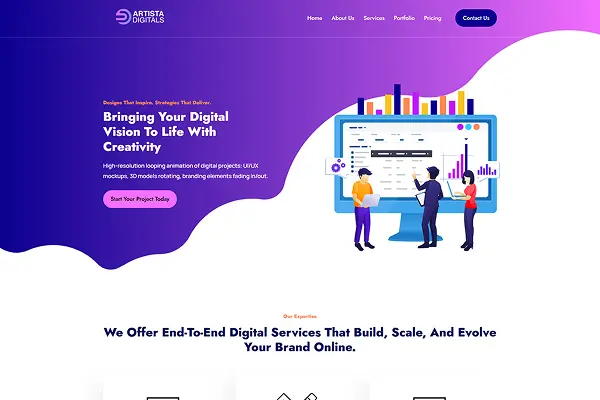 ARTISTA
DIGITALS
Home About Us Services Portfolio Pricing Contact Us
Designs That Inspire. Strategies That Deliver.
Bringing Your Digital
Vision To Life With
Creativity
High-resolution looping animation of digital projects: UI/UX
mockups, 3D models rotating, branding elements fading in/out.
Start Your Project Today
Our Expertise
We Offer End-To-End Digital Services That Build, Scale, And Evolve
Your Brand Online.